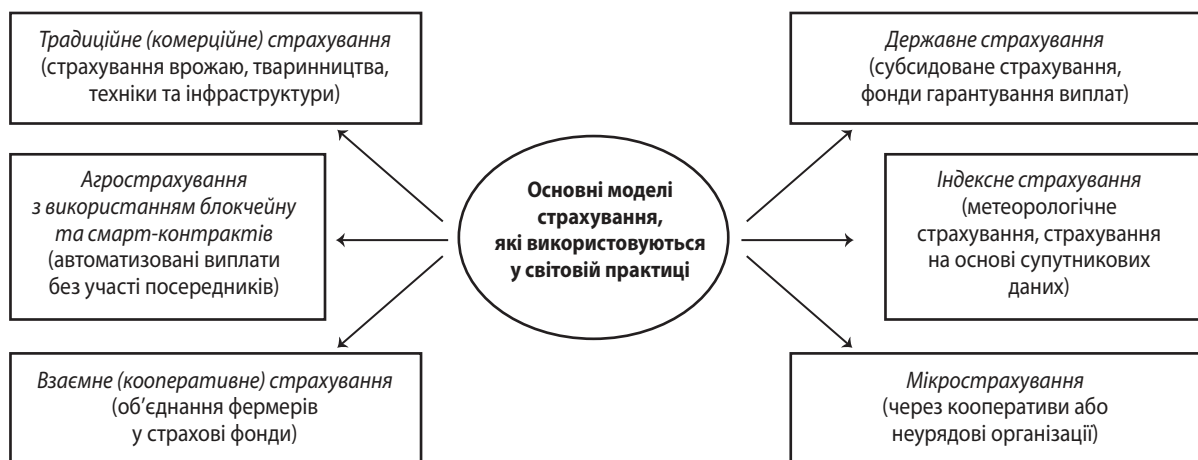 Традиційне (комерційне) страхування
(страхування врожаю, тваринництва,
техніки та інфраструктури)
Державне страхування
(субсидоване страхування,
фонди гарантування виплат)
Агрострахування
з використанням блокчейну
та смарт-контрактів
(автоматизовані виплати
без участі посередників)
Основні моделі
страхування,
які використовуються
у світовій практиці
Індексне страхування
(метеорологічне
страхування, страхування
на основі супутникових
даних)
Взаємне (кооперативне) страхування
(об’єднання фермерів
у страхові фонди)
Мікрострахування
(через кооперативи або
неурядові організації)